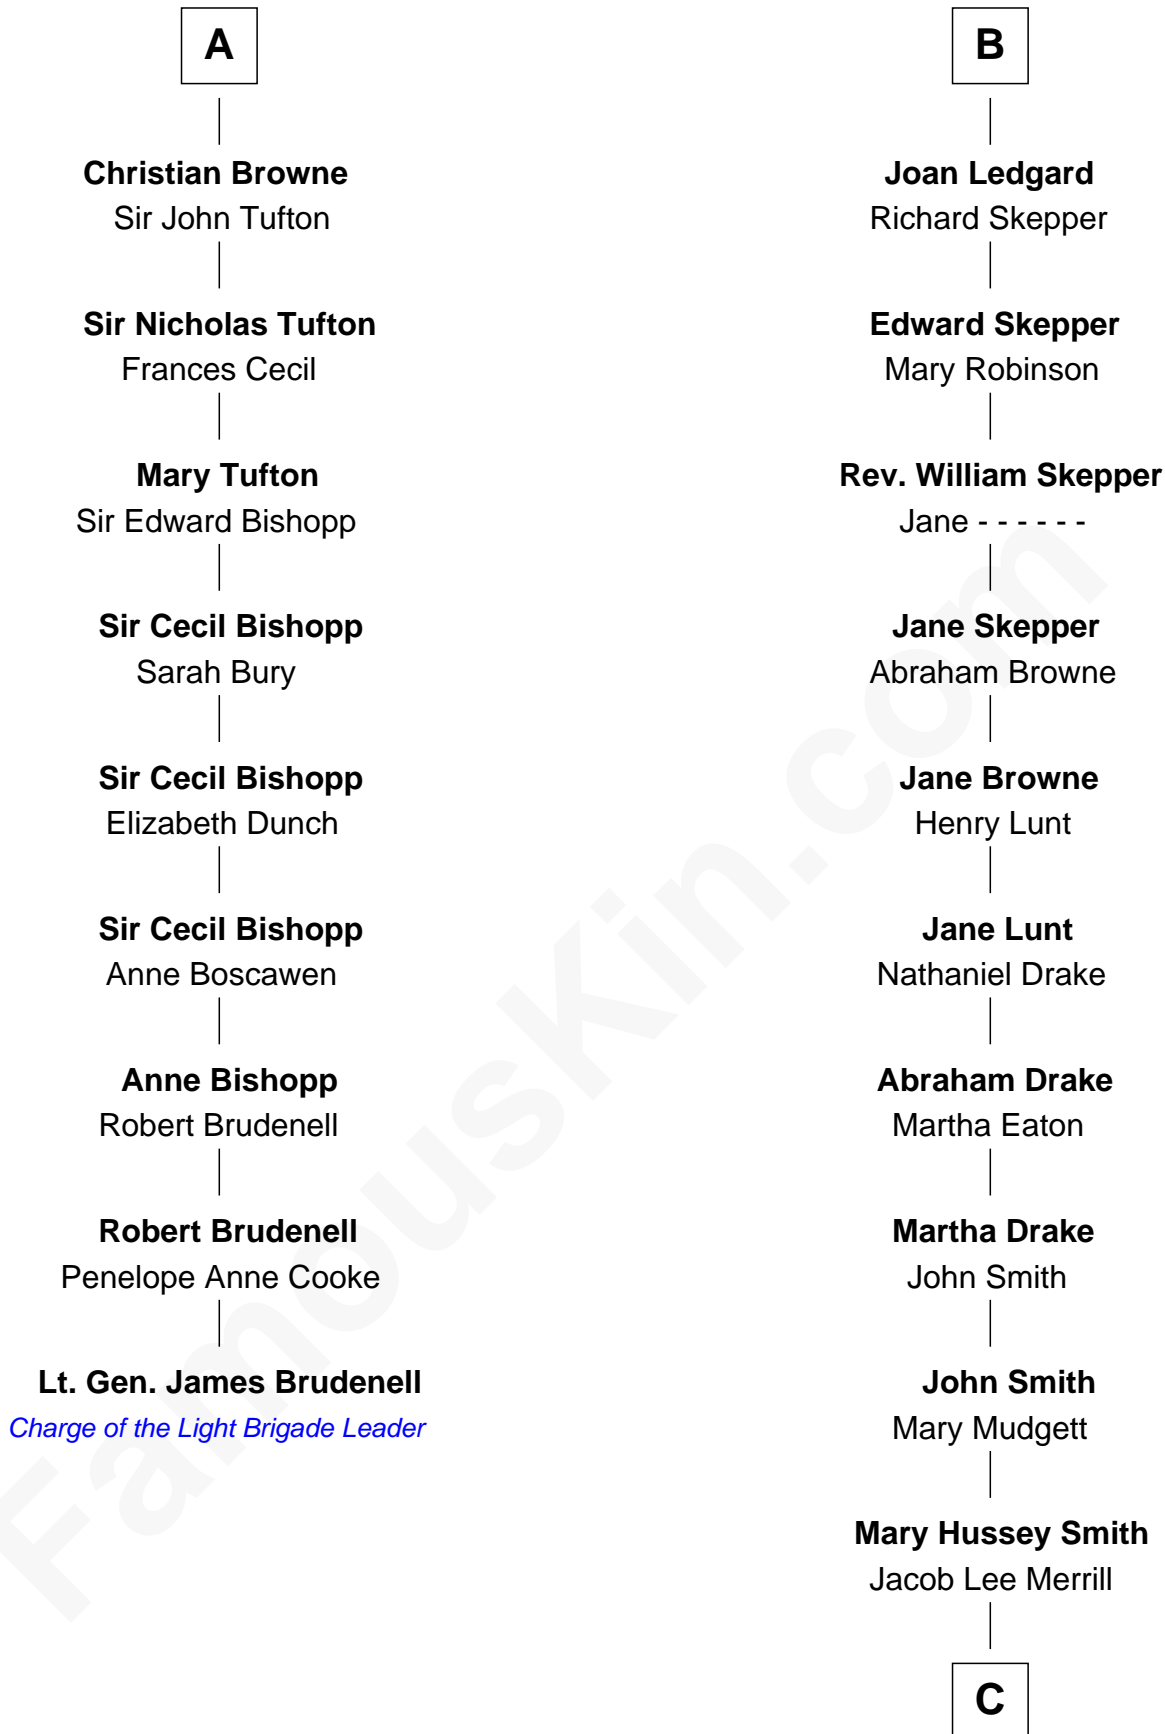 A
Christian Browne
Sir John Tufton
Sir Nicholas Tufton
Frances Cecil
Mary Tufton
Sir Edward Bishopp
Sir Cecil Bishopp
Sarah Bury
Sir Cecil Bishopp
Elizabeth Dunch
Sir Cecil Bishopp
Anne Boscawen
Anne Bishopp
Robert Brudenell
Robert Brudenell
Penelope Anne Cooke
Lt. Gen. James Brudenell
Charge of the Light Brigade Leader
B
Joan Ledgard
Richard Skepper
Edward Skepper
Mary Robinson
Rev. William Skepper
Jane - - - - - -
Jane Skepper
Abraham Browne
Jane Browne
Henry Lunt
Jane Lunt
Nathaniel Drake
Abraham Drake
Martha Eaton
Martha Drake
John Smith
John Smith
Mary Mudgett
Mary Hussey Smith
Jacob Lee Merrill
C
FamousKin.com